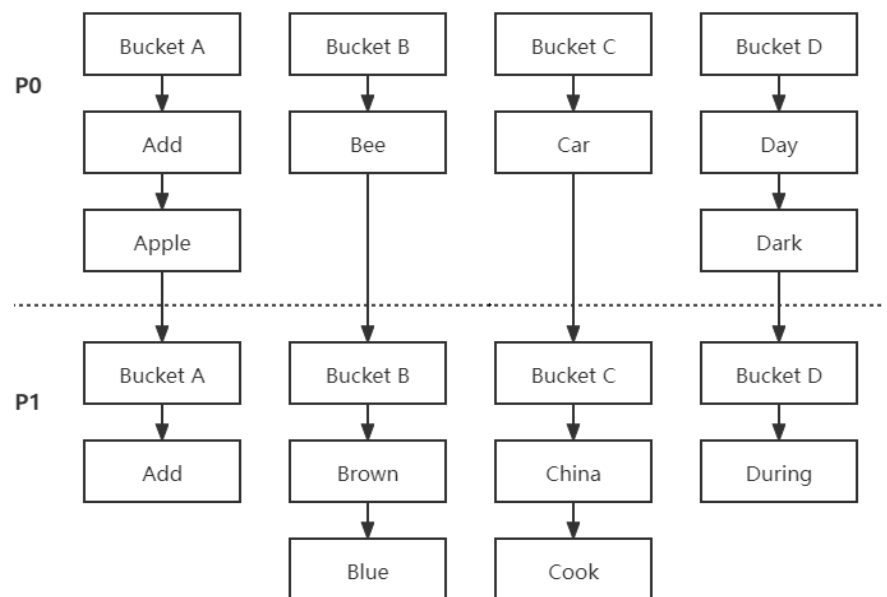 Bucket A
Bucket B
Bucket C
Bucket D
P0
Add
Bee
Car
Day
Apple
Dark
Bucket A
Bucket B
Bucket C
Bucket D
P1
Add
Brown
China
During
Blue
Cook